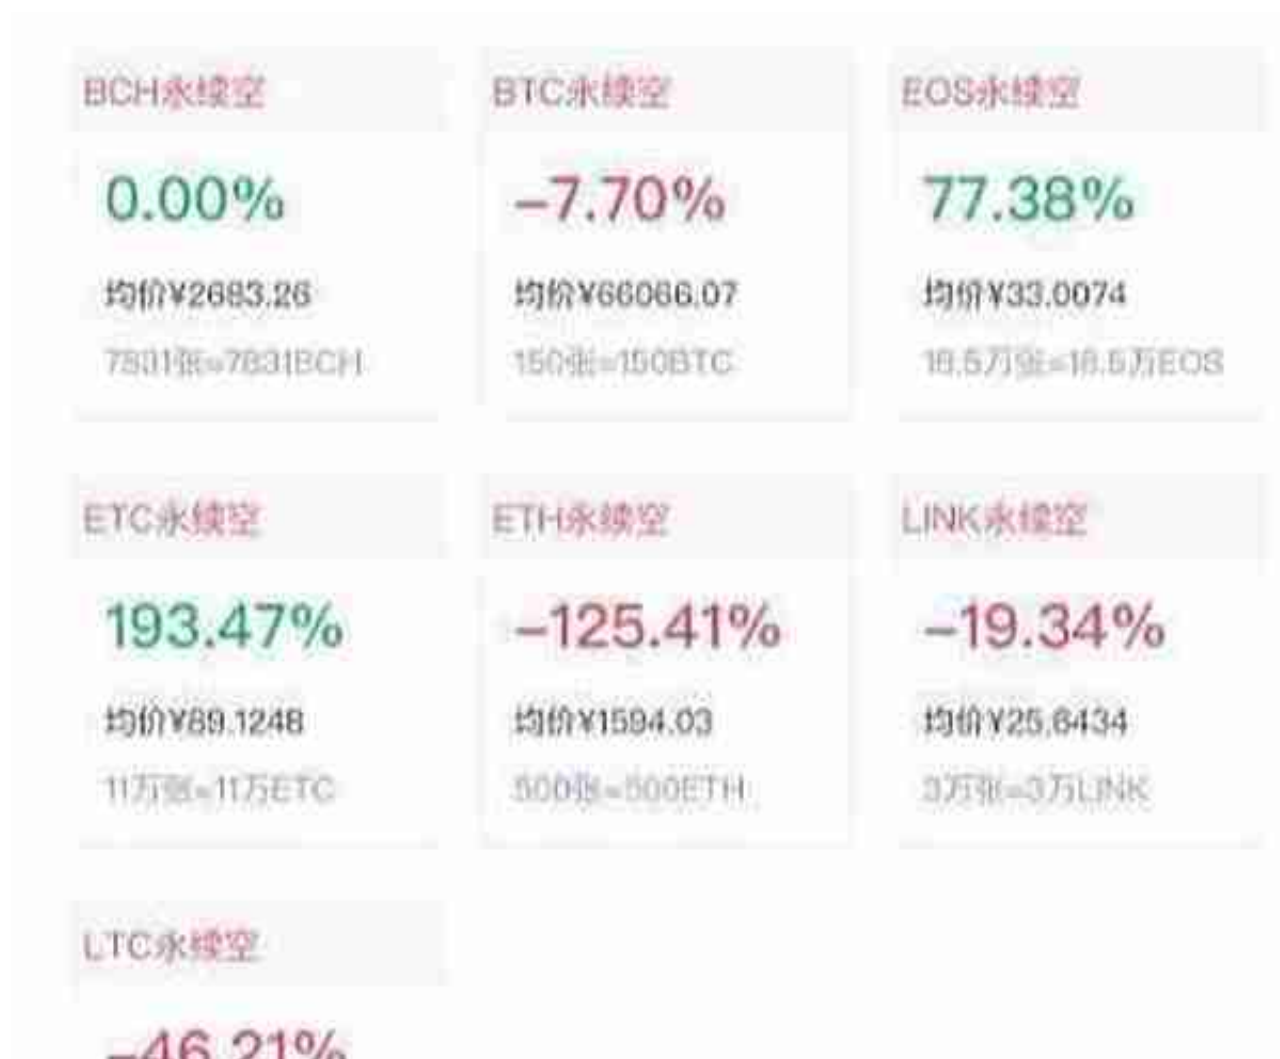 BCH永续空
0.00%
均价¥2683.26
7831张≈7831BCH
BTC永续空
-7.70%
均价¥66066.07
150张≈150BTC
EOS永续空
77.38%
均价¥33.0074
18.5万张≈18.5万EOS
ETC永续空
193.47%
均价¥89.1248
11万张≈11万ETC
ETH永续空
-125.41%
均价¥1594.03
500张≈500ETH
LINK永续空
-19.34%
均价¥25.6434
3万张≈3万LINK
LTC永续空
-46.21%